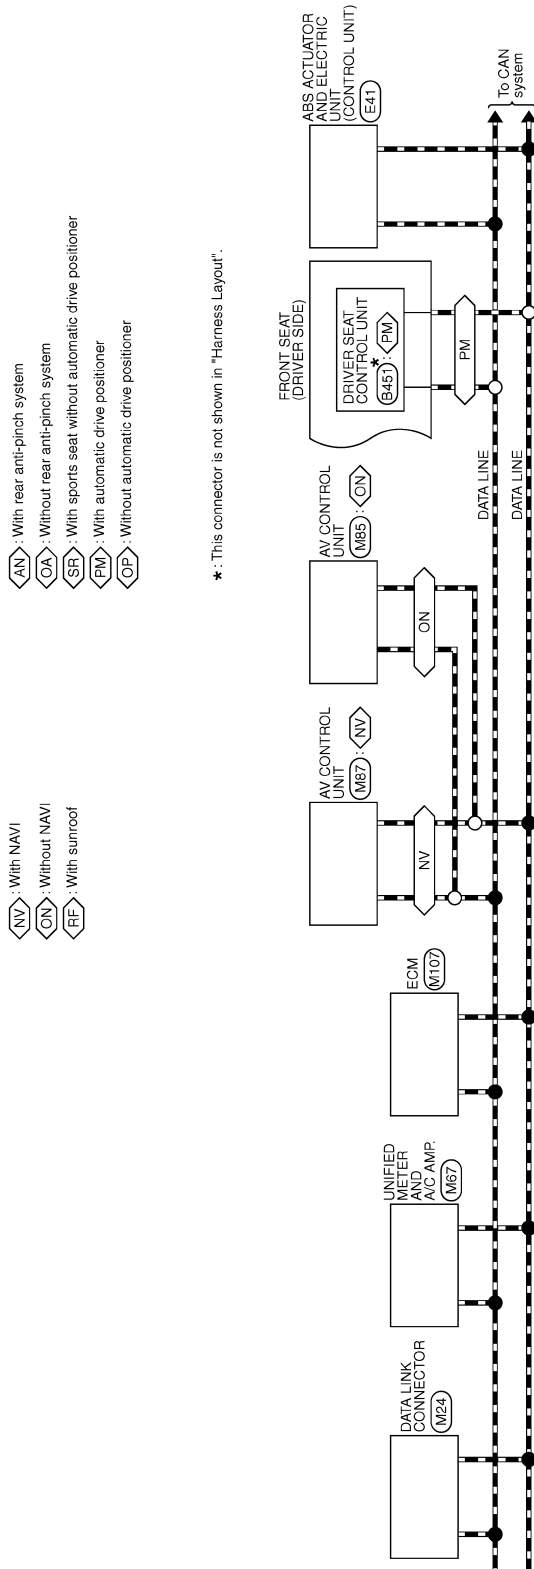 NV : With NAVI
ON : Without NAVI
RF : With sunroof
AN : With rear anti-pinch system
OA : Without rear anti-pinch system
SR : With sports seat without automatic drive positioner
PM : With automatic drive positioner
OP : Without automatic drive positioner
* : This connector is not shown in "Harness Layout".
DATA LINK
CONNECTOR
M24
UNIFIED
METER
AND
A/C AMP.
M67
ECM
M107
AV CONTROL
UNIT
M87 : NV
NV
AV CONTROL
UNIT
M85 : ON
ON
FRONT SEAT
(DRIVER SIDE)
DRIVER SEAT
CONTROL UNIT
*
B451 : PM
PM
ABS ACTUATOR
AND ELECTRIC
UNIT
(CONTROL UNIT)
E41
DATA LINE
DATA LINE
To CAN
system